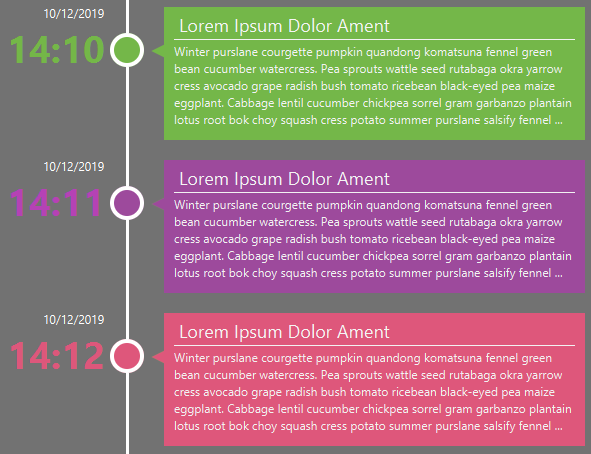 10/12/2019
14:10
Lorem Ipsum Dolor Ament
Winter purslane courgette pumpkin quandong komatsuna fennel green
bean cucumber watercress. Pea sprouts wattle seed rutabaga okra yarrow
cress avocado grape radish bush tomato ricebean black-eyed pea maize
eggplant. Cabbage lentil cucumber chickpea sorrel gram garbanzo plantain
lotus root bok choy squash cress potato summer purslane salsify fennel ...
10/12/2019
14:11
Lorem Ipsum Dolor Ament
Winter purslane courgette pumpkin quandong komatsuna fennel green
bean cucumber watercress. Pea sprouts wattle seed rutabaga okra yarrow
cress avocado grape radish bush tomato ricebean black-eyed pea maize
eggplant. Cabbage lentil cucumber chickpea sorrel gram garbanzo plantain
lotus root bok choy squash cress potato summer purslane salsify fennel ...
10/12/2019
14:12
Lorem Ipsum Dolor Ament
Winter purslane courgette pumpkin quandong komatsuna fennel green
bean cucumber watercress. Pea sprouts wattle seed rutabaga okra yarrow
cress avocado grape radish bush tomato ricebean black-eyed pea maize
eggplant. Cabbage lentil cucumber chickpea sorrel gram garbanzo plantain
lotus root bok choy squash cress potato summer purslane salsify fennel ...